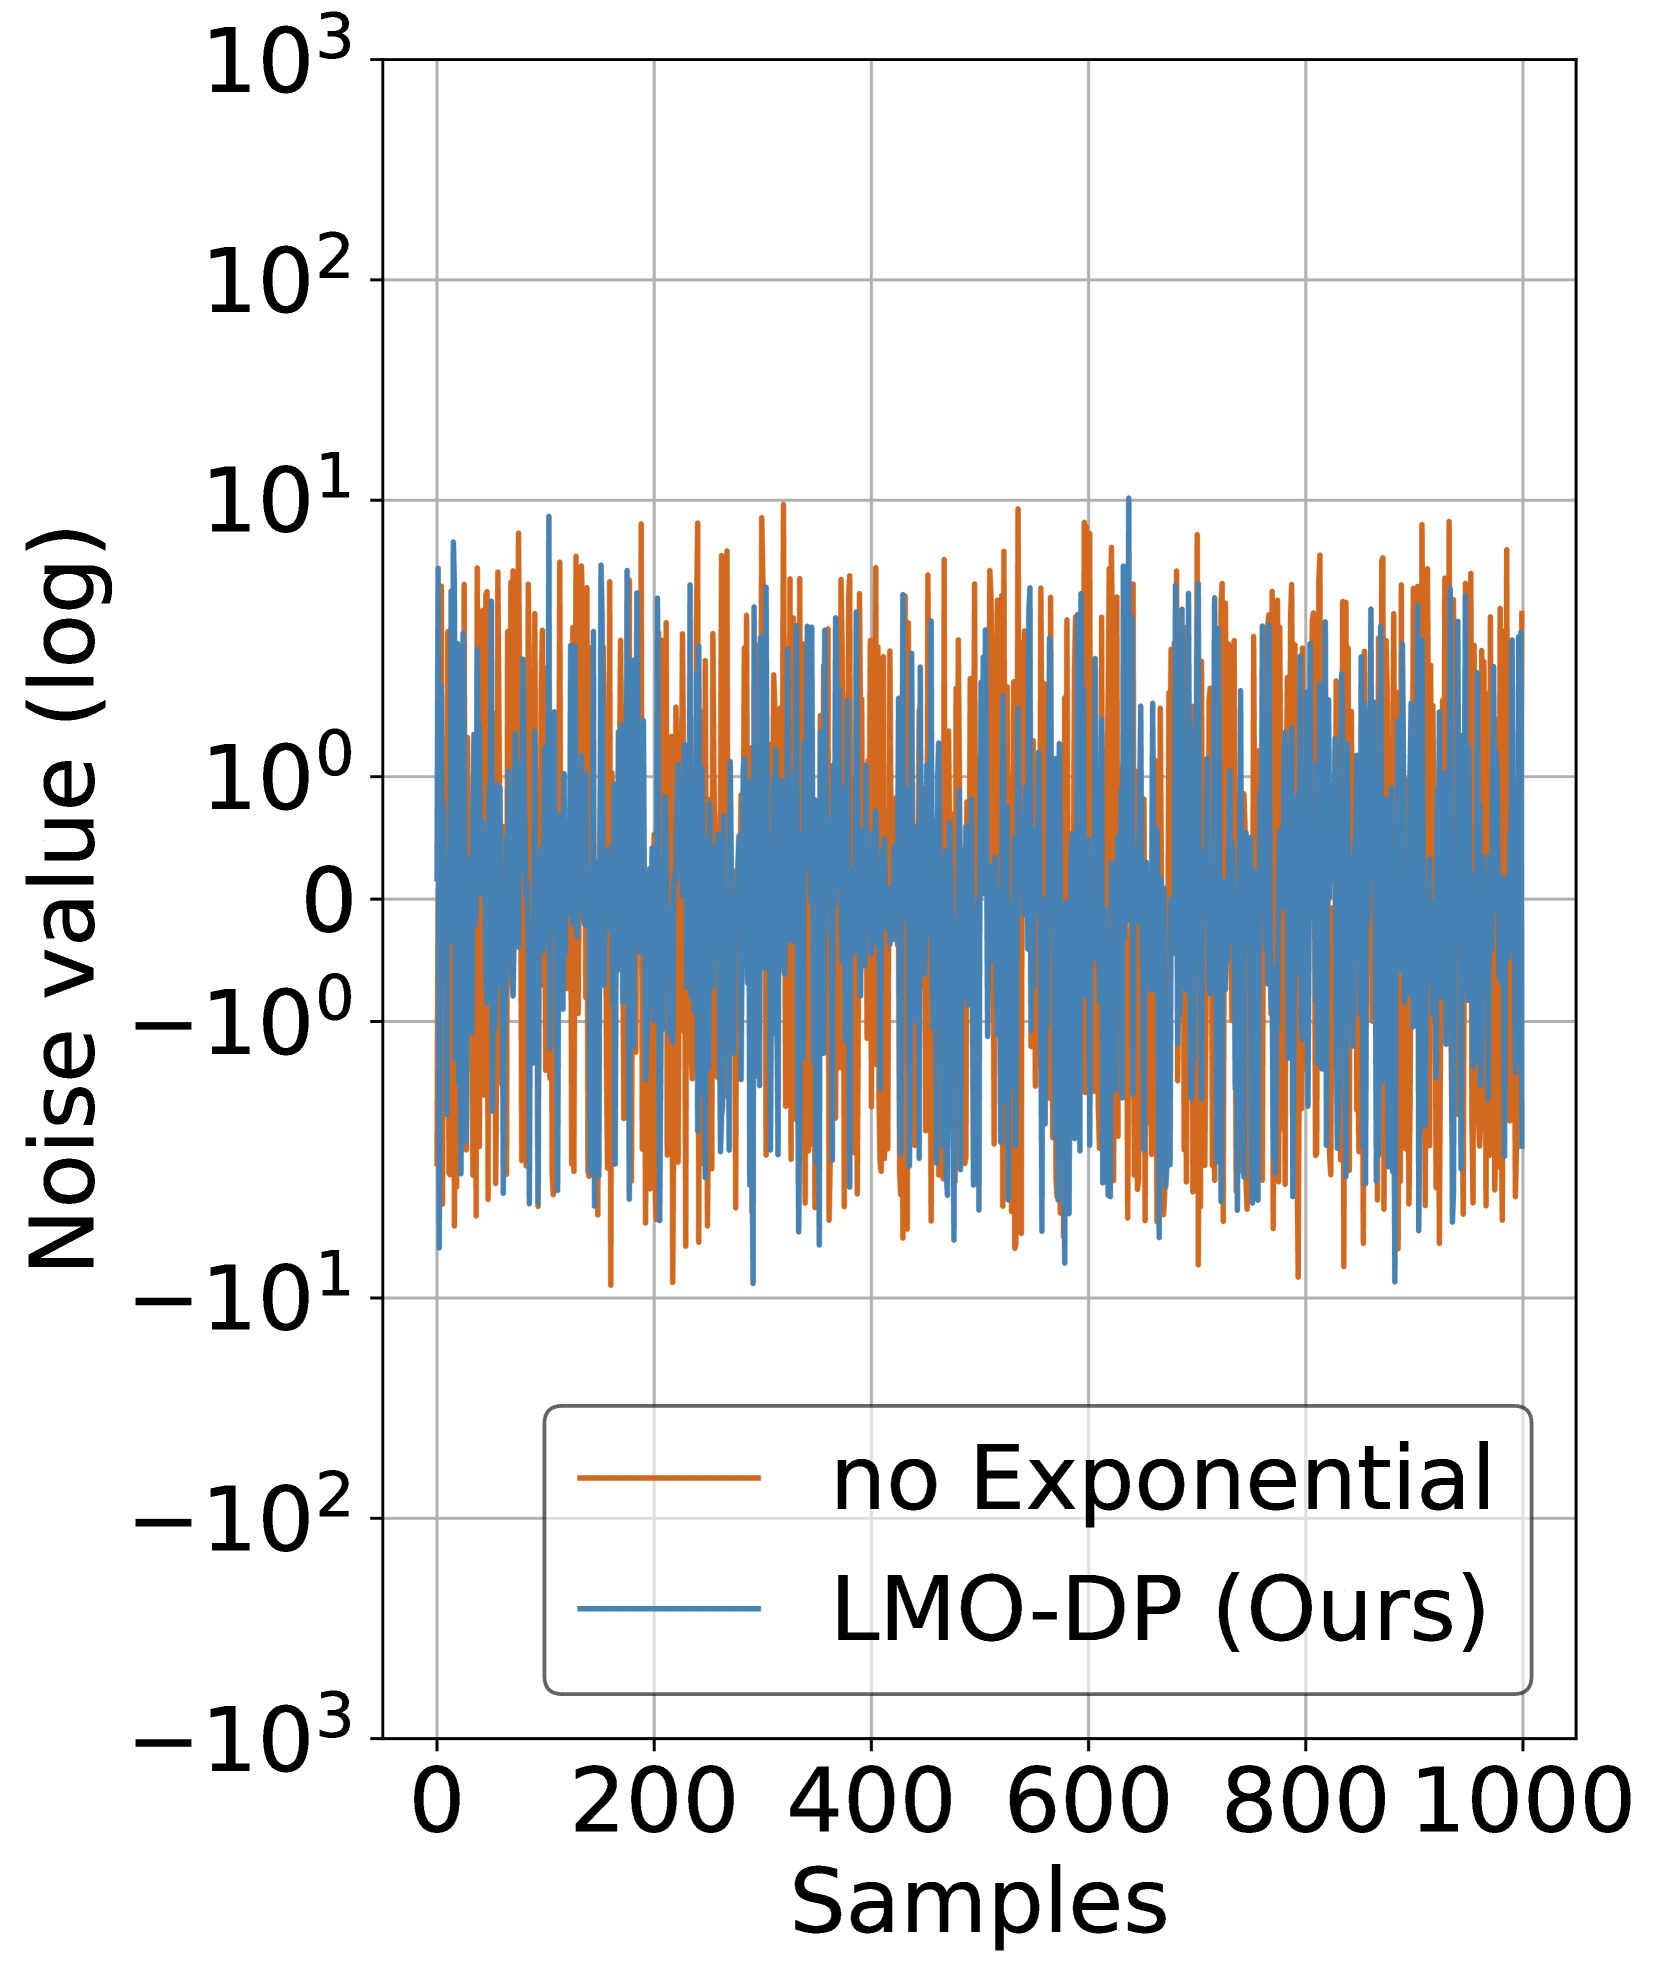 10³
10²
10¹
10⁰
0
−10⁰
−10¹
−10²
−10³
Noise value (log)
no Exponential
LMO-DP (Ours)
0 200 400 600 800 1000
Samples